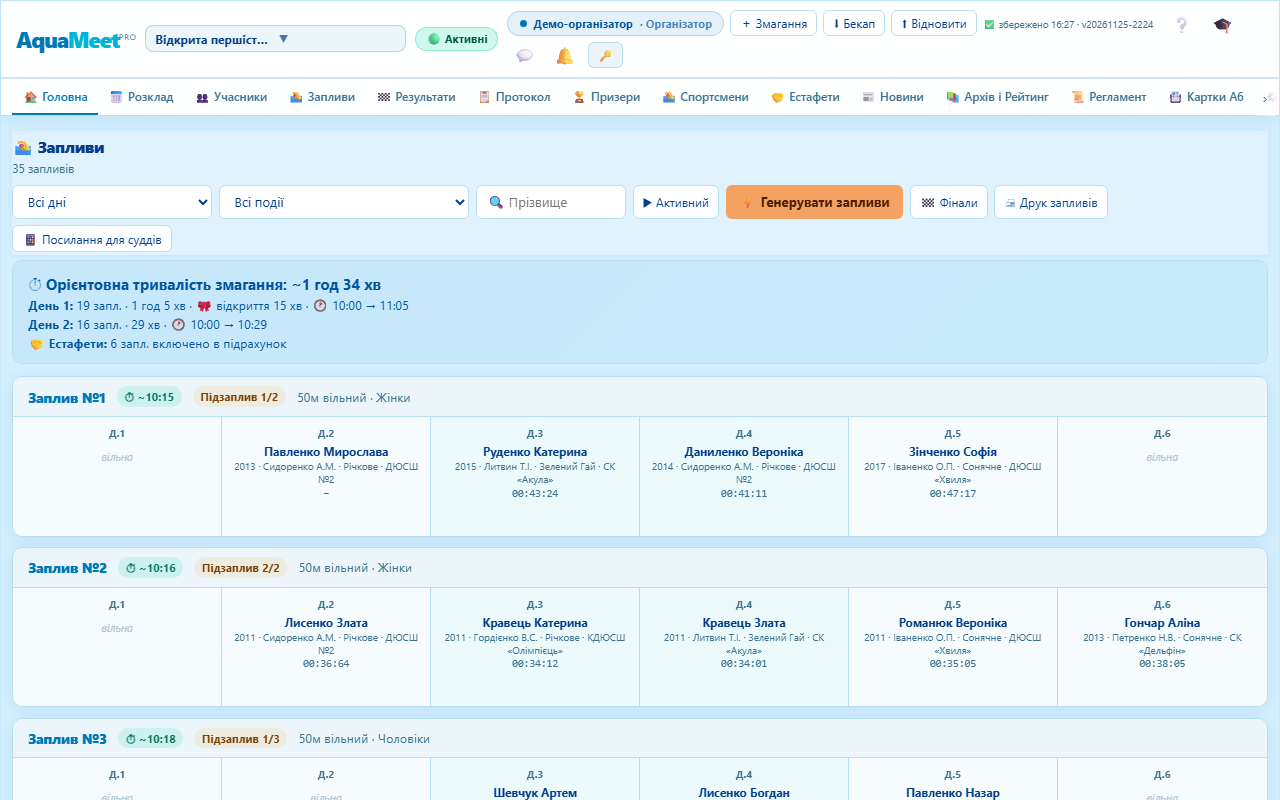 AquaMeet PRO
Відкрита першіст... ▼
Активні
Демо-організатор · Організатор
+ Змагання
⬇ Бекап
⬆ Відновити
✅ збережено 16:27 · v20261125-2224
Головна
Розклад
Учасники
Запливи
Результати
Протокол
Призери
Спортсмени
Естафети
Новини
Архів і Рейтинг
Регламент
Картки A6
›
Запливи
35 запливів
Всі дні
Всі події
🔍 Прізвище
▶ Активний
Генерувати запливи
Фінали
Друк запливів
Посилання для суддів
⏱ Орієнтовна тривалість змагання: ~1 год 34 хв
День 1: 19 запл. · 1 год 5 хв · 🎀 відкриття 15 хв · 🕐 10:00 → 11:05
День 2: 16 запл. · 29 хв · 🕐 10:00 → 10:29
🤝 Естафети: 6 запл. включено в підрахунок
Заплив №1 ⏱ ~10:15 Підзаплив 1/2 50м вільний · Жінки
Д.1
вільна
Д.2
Павленко Мирослава
2013 · Сидоренко А.М. · Річкове · ДЮСШ
№2
–
Д.3
Руденко Катерина
2015 · Литвин Т.І. · Зелений Гай · СК
«Акула»
00:43:24
Д.4
Даниленко Вероніка
2014 · Сидоренко А.М. · Річкове · ДЮСШ
№2
00:41:11
Д.5
Зінченко Софія
2017 · Іваненко О.П. · Сонячне · ДЮСШ
«Хвиля»
00:47:17
Д.6
вільна
Заплив №2 ⏱ ~10:16 Підзаплив 2/2 50м вільний · Жінки
Д.1
вільна
Д.2
Лисенко Злата
2011 · Сидоренко А.М. · Річкове · ДЮСШ
№2
00:36:64
Д.3
Кравець Катерина
2011 · Гордієнко В.С. · Річкове · КДЮСШ
«Олімпієць»
00:34:12
Д.4
Кравець Злата
2011 · Литвин Т.І. · Зелений Гай · СК
«Акула»
00:34:01
Д.5
Романюк Вероніка
2011 · Іваненко О.П. · Сонячне · ДЮСШ
«Хвиля»
00:35:05
Д.6
Гончар Аліна
2013 · Петренко Н.В. · Сонячне · СК
«Дельфін»
00:38:05
Заплив №3 ⏱ ~10:18 Підзаплив 1/3 50м вільний · Чоловіки
Д.1
вільна
Д.2
вільна
Д.3
Шевчук Артем
Д.4
Лисенко Богдан
Д.5
Павленко Назар
Д.6
вільна